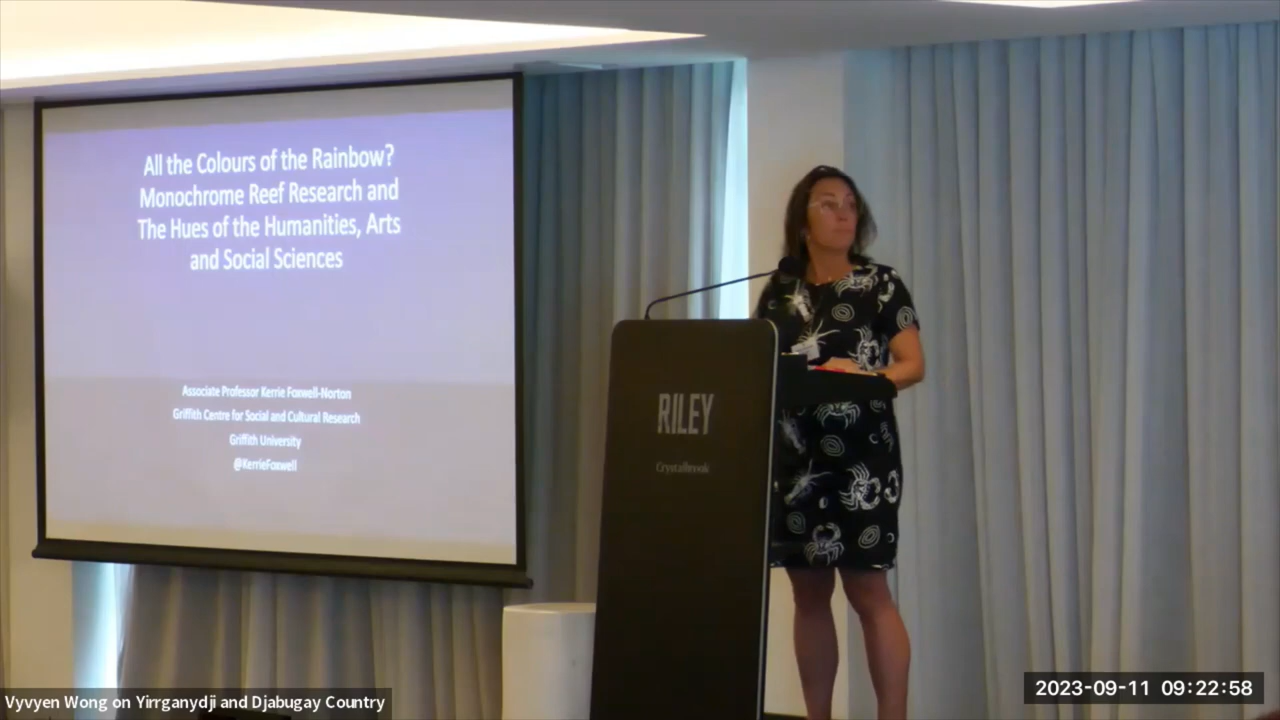 All the Colours of the Rainbow?
Monochrome Reef Research and
The Hues of the Humanities, Arts
and Social Sciences
Associate Professor Kerrie Foxwell-Norton
Griffith Centre for Social and Cultural Research
Griffith University
@KerrieFoxwell
RILEY
Crystalbrook
Vyvyen Wong on Yirrganydji and Djabugay Country
2023-09-11 09:22:58